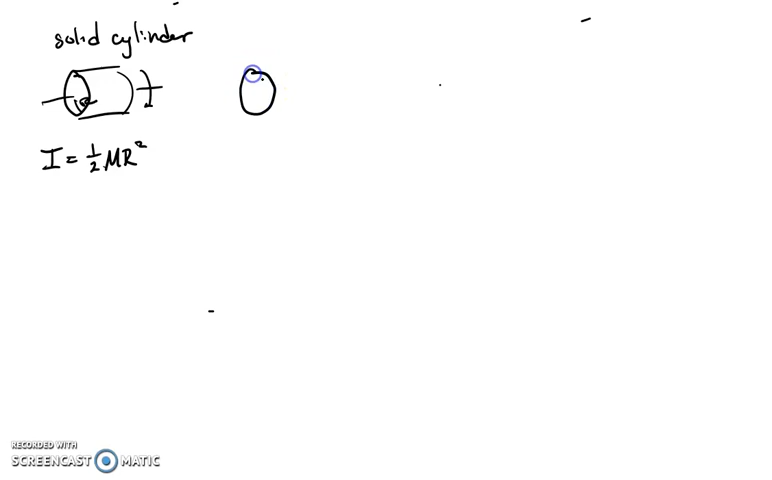 solid cylinder
I = ½MR²
RECORDED WITH
SCREENCAST MATIC